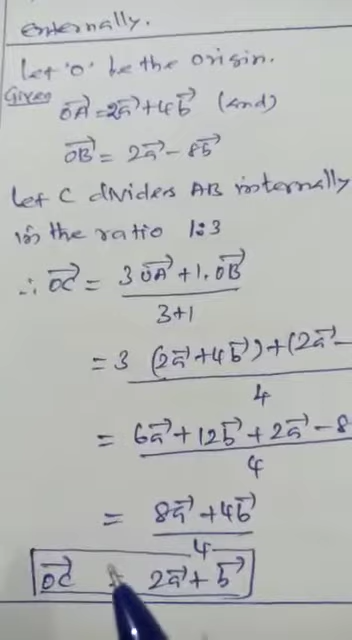 externally.
Let 'O' be the origin.
Given
OA⃗ = 2a⃗ + 4b⃗ (and)
OB⃗ = 2a⃗ - 8b⃗
Let C divides AB internally
in the ratio 1:3
∴ OC⃗ = 3OA⃗ + 1.OB⃗
3+1
= 3 (2a⃗ + 4b⃗) + (2a⃗ -
4
= 6a⃗ + 12b⃗ + 2a⃗ - 8
4
= 8a⃗ + 4b⃗
4
OC⃗ = 2a⃗ + b⃗